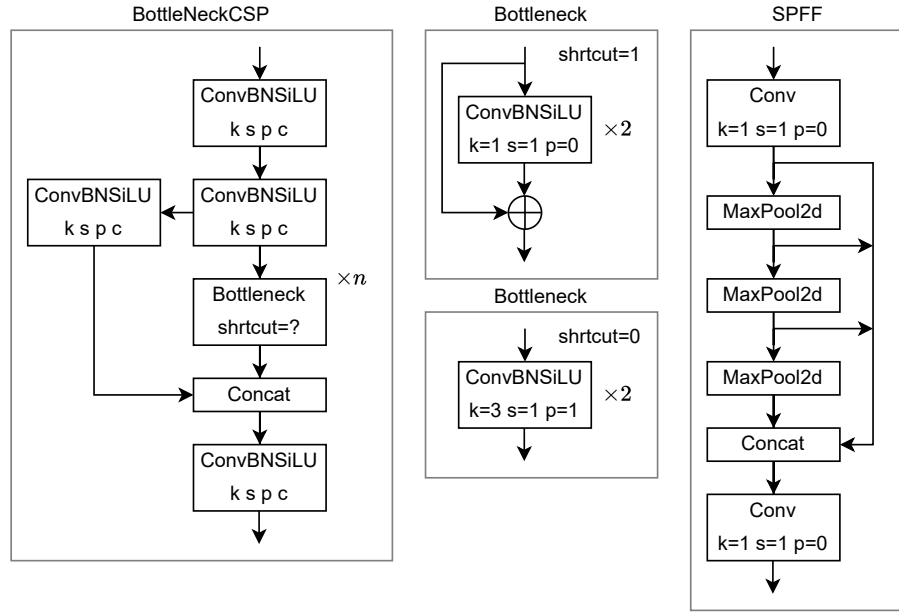 BottleNeckCSP
ConvBNSiLU
k s p c
ConvBNSiLU
k s p c
ConvBNSiLU
k s p c
Bottleneck
shrtcut=?
×n
Concat
ConvBNSiLU
k s p c
Bottleneck
shrtcut=1
ConvBNSiLU
k=1 s=1 p=0
×2
Bottleneck
shrtcut=0
ConvBNSiLU
k=3 s=1 p=1
×2
SPFF
Conv
k=1 s=1 p=0
MaxPool2d
MaxPool2d
MaxPool2d
Concat
Conv
k=1 s=1 p=0